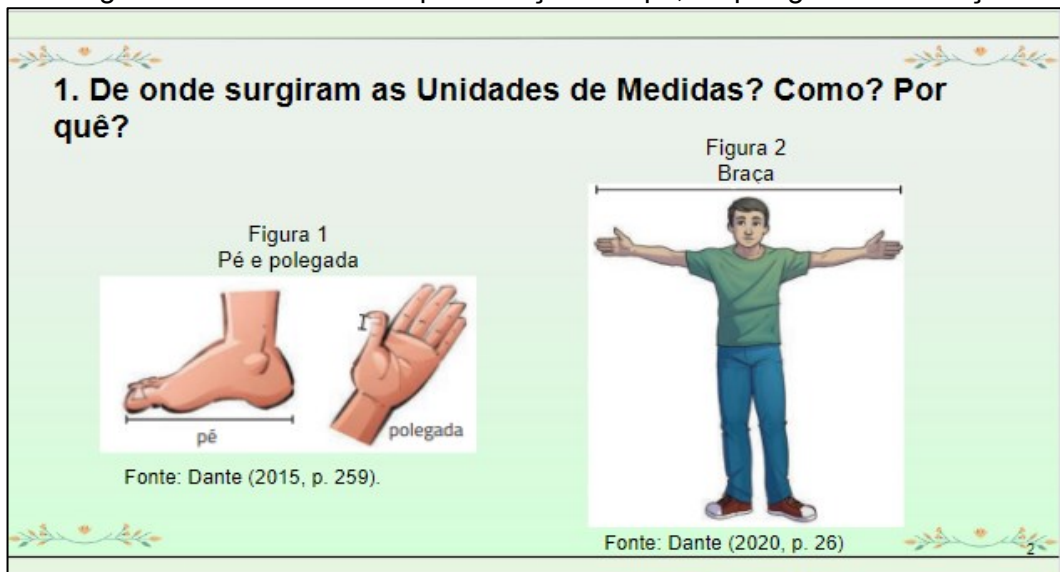 1. De onde surgiram as Unidades de Medidas? Como? Por
quê?
Figura 1
Pé e polegada
pé
polegada
Fonte: Dante (2015, p. 259).
Figura 2
Braça
Fonte: Dante (2020, p. 26)
2